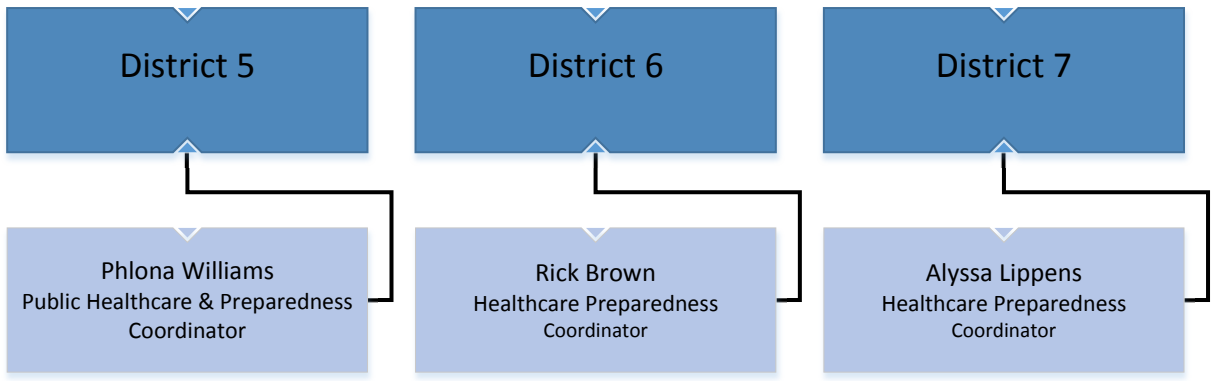 District 5
District 6
District 7
Phlona Williams
Public Healthcare & Preparedness
Coordinator
Rick Brown
Healthcare Preparedness
Coordinator
Alyssa Lippens
Healthcare Preparedness
Coordinator